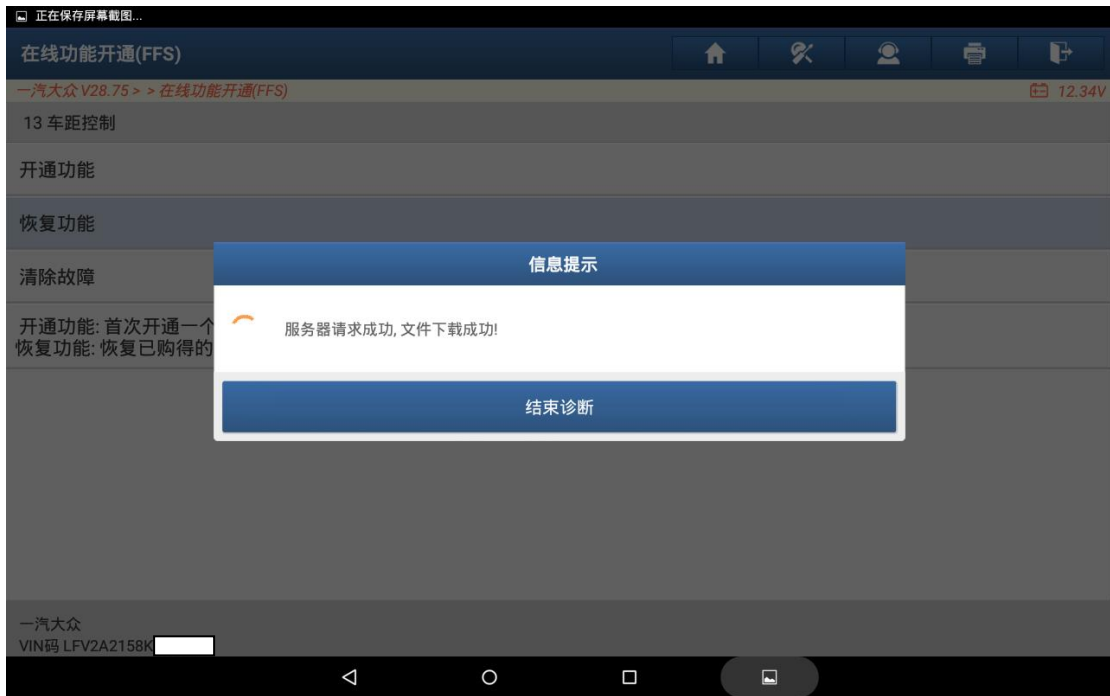 正在保存屏幕截图...
在线功能开通(FFS)
一汽大众 V28.75 > > 在线功能开通(FFS)
12.34V
13 车距控制
开通功能
恢复功能
清除故障
信息提示
开通功能: 首次开通一个
恢复功能: 恢复已购得的
服务器请求成功, 文件下载成功!
结束诊断
一汽大众
VIN码 LFV2A2158K